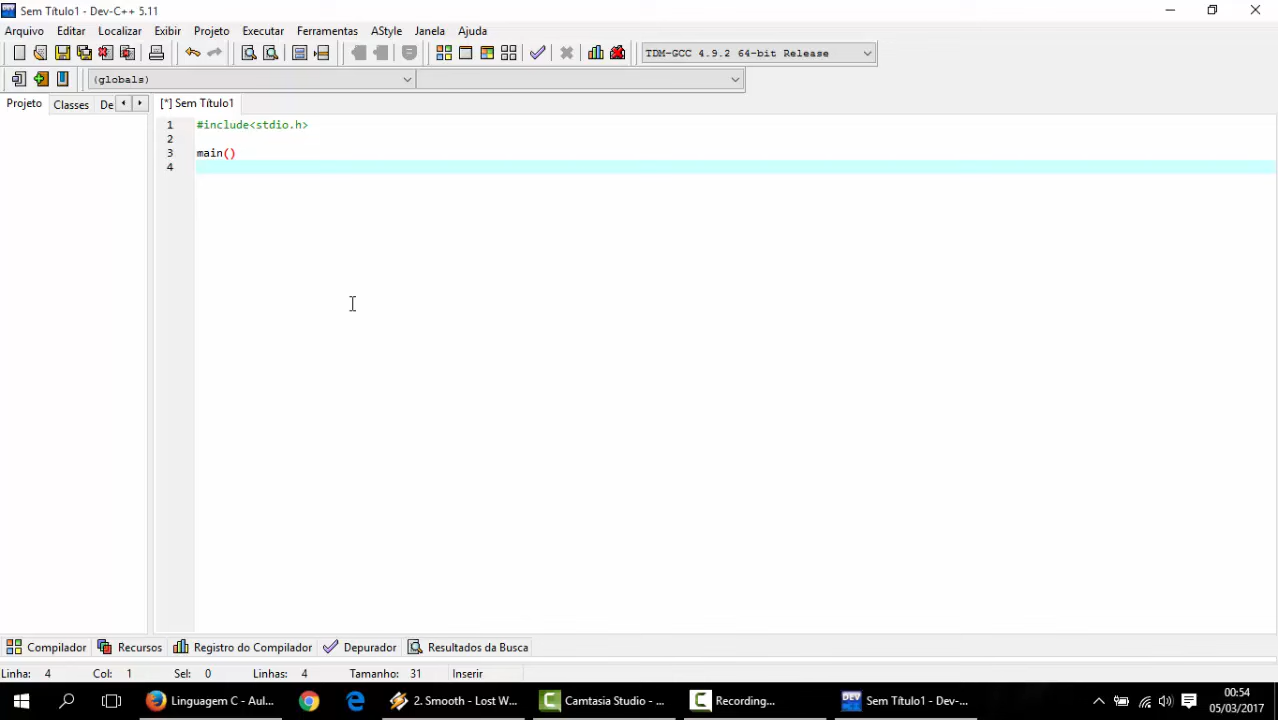 Sem Título1 - Dev-C++ 5.11
Arquivo Editar Localizar Exibir Projeto Executar Ferramentas AStyle Janela Ajuda
TDM-GCC 4.9.2 64-bit Release
(globals)
Projeto Classes De [*] Sem Título1
1 #include<stdio.h>
2
3 main()
4
Compilador Recursos Registro do Compilador Depurador Resultados da Busca
Linha: 4 Col: 1 Sel: 0 Linhas: 4 Tamanho: 31 Inserir
Linguagem C - Aul... 2. Smooth - Lost W... Camtasia Studio - ... Recording... DEV Sem Título1 - Dev-... 00:54
05/03/2017